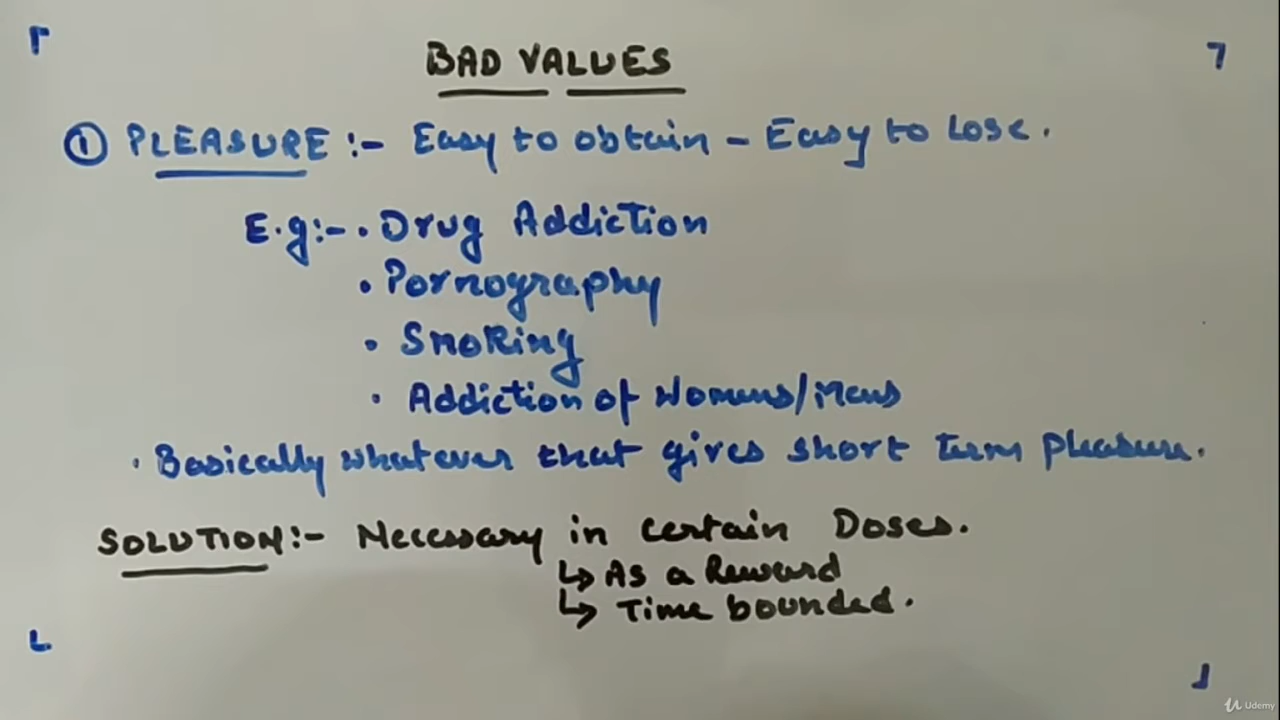 BAD VALUES
① PLEASURE :- Easy to obtain - Easy to Lose.
E.g:- • Drug Addiction
• Pornography
• Smoking
• Addiction of Womens/Mens
• Basically whatever that gives short term pleasure.
SOLUTION:- Necessary in certain Doses.
↳ As a Reward
↳ Time bounded.
Udemy